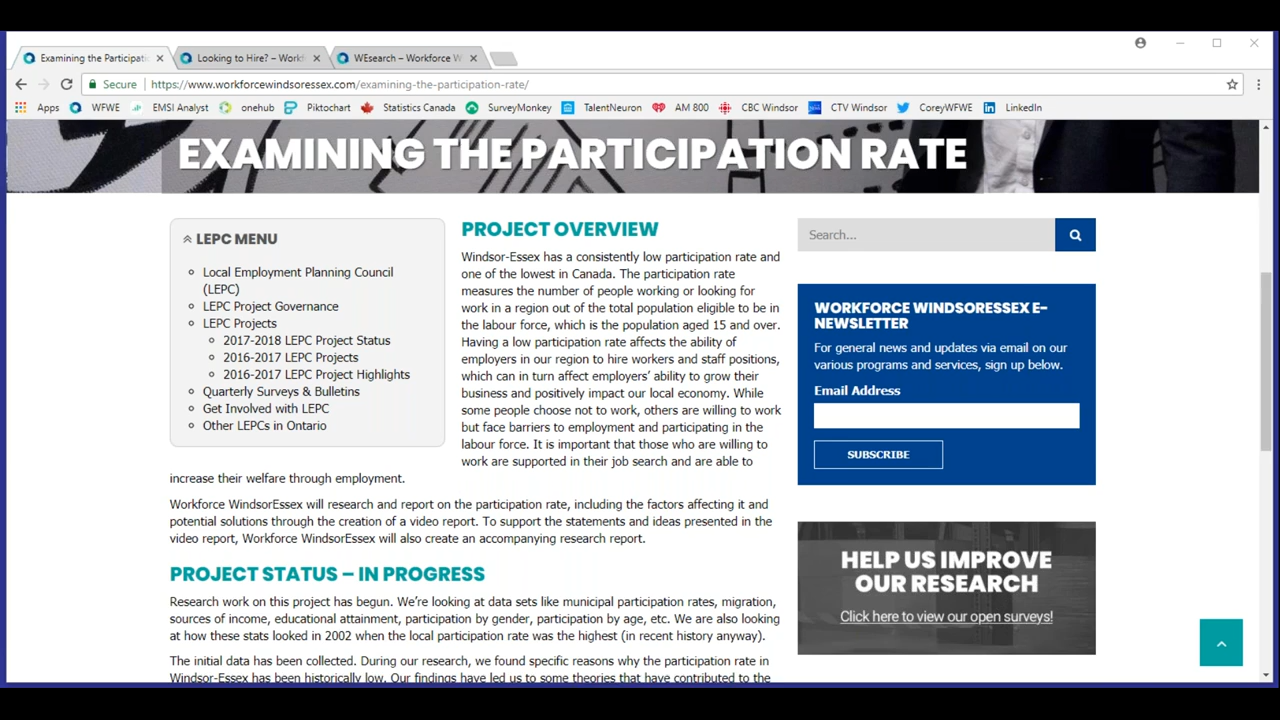 Examining the Participatio
Looking to Hire? – Workf
WEsearch – Workforce W
Secure
https://www.workforcewindsoressex.com/examining-the-participation-rate/
Apps
WFWE
EMSI Analyst
onehub
Piktochart
Statistics Canada
SurveyMonkey
TalentNeuron
AM 800
CBC Windsor
CTV Windsor
CoreyWFWE
LinkedIn
EXAMINING THE PARTICIPATION RATE
LEPC MENU
Local Employment Planning Council
(LEPC)
LEPC Project Governance
LEPC Projects
2017-2018 LEPC Project Status
2016-2017 LEPC Projects
2016-2017 LEPC Project Highlights
Quarterly Surveys & Bulletins
Get Involved with LEPC
Other LEPCs in Ontario
PROJECT OVERVIEW
Windsor-Essex has a consistently low participation rate and
one of the lowest in Canada. The participation rate
measures the number of people working or looking for
work in a region out of the total population eligible to be in
the labour force, which is the population aged 15 and over.
Having a low participation rate affects the ability of
employers in our region to hire workers and staff positions,
which can in turn affect employers' ability to grow their
business and positively impact our local economy. While
some people choose not to work, others are willing to work
but face barriers to employment and participating in the
labour force. It is important that those who are willing to
work are supported in their job search and are able to
increase their welfare through employment.
Workforce WindsorEssex will research and report on the participation rate, including the factors affecting it and
potential solutions through the creation of a video report. To support the statements and ideas presented in the
video report, Workforce WindsorEssex will also create an accompanying research report.
PROJECT STATUS – IN PROGRESS
Research work on this project has begun. We're looking at data sets like municipal participation rates, migration,
sources of income, educational attainment, participation by gender, participation by age, etc. We are also looking
at how these stats looked in 2002 when the local participation rate was the highest (in recent history anyway).
The initial data has been collected. During our research, we found specific reasons why the participation rate in
Windsor-Essex has been historically low. Our findings have led us to some theories that have contributed to the
Search...
WORKFORCE WINDSORESSEX E-
NEWSLETTER
For general news and updates via email on our
various programs and services, sign up below.
Email Address
SUBSCRIBE
HELP US IMPROVE
OUR RESEARCH
Click here to view our open surveys!